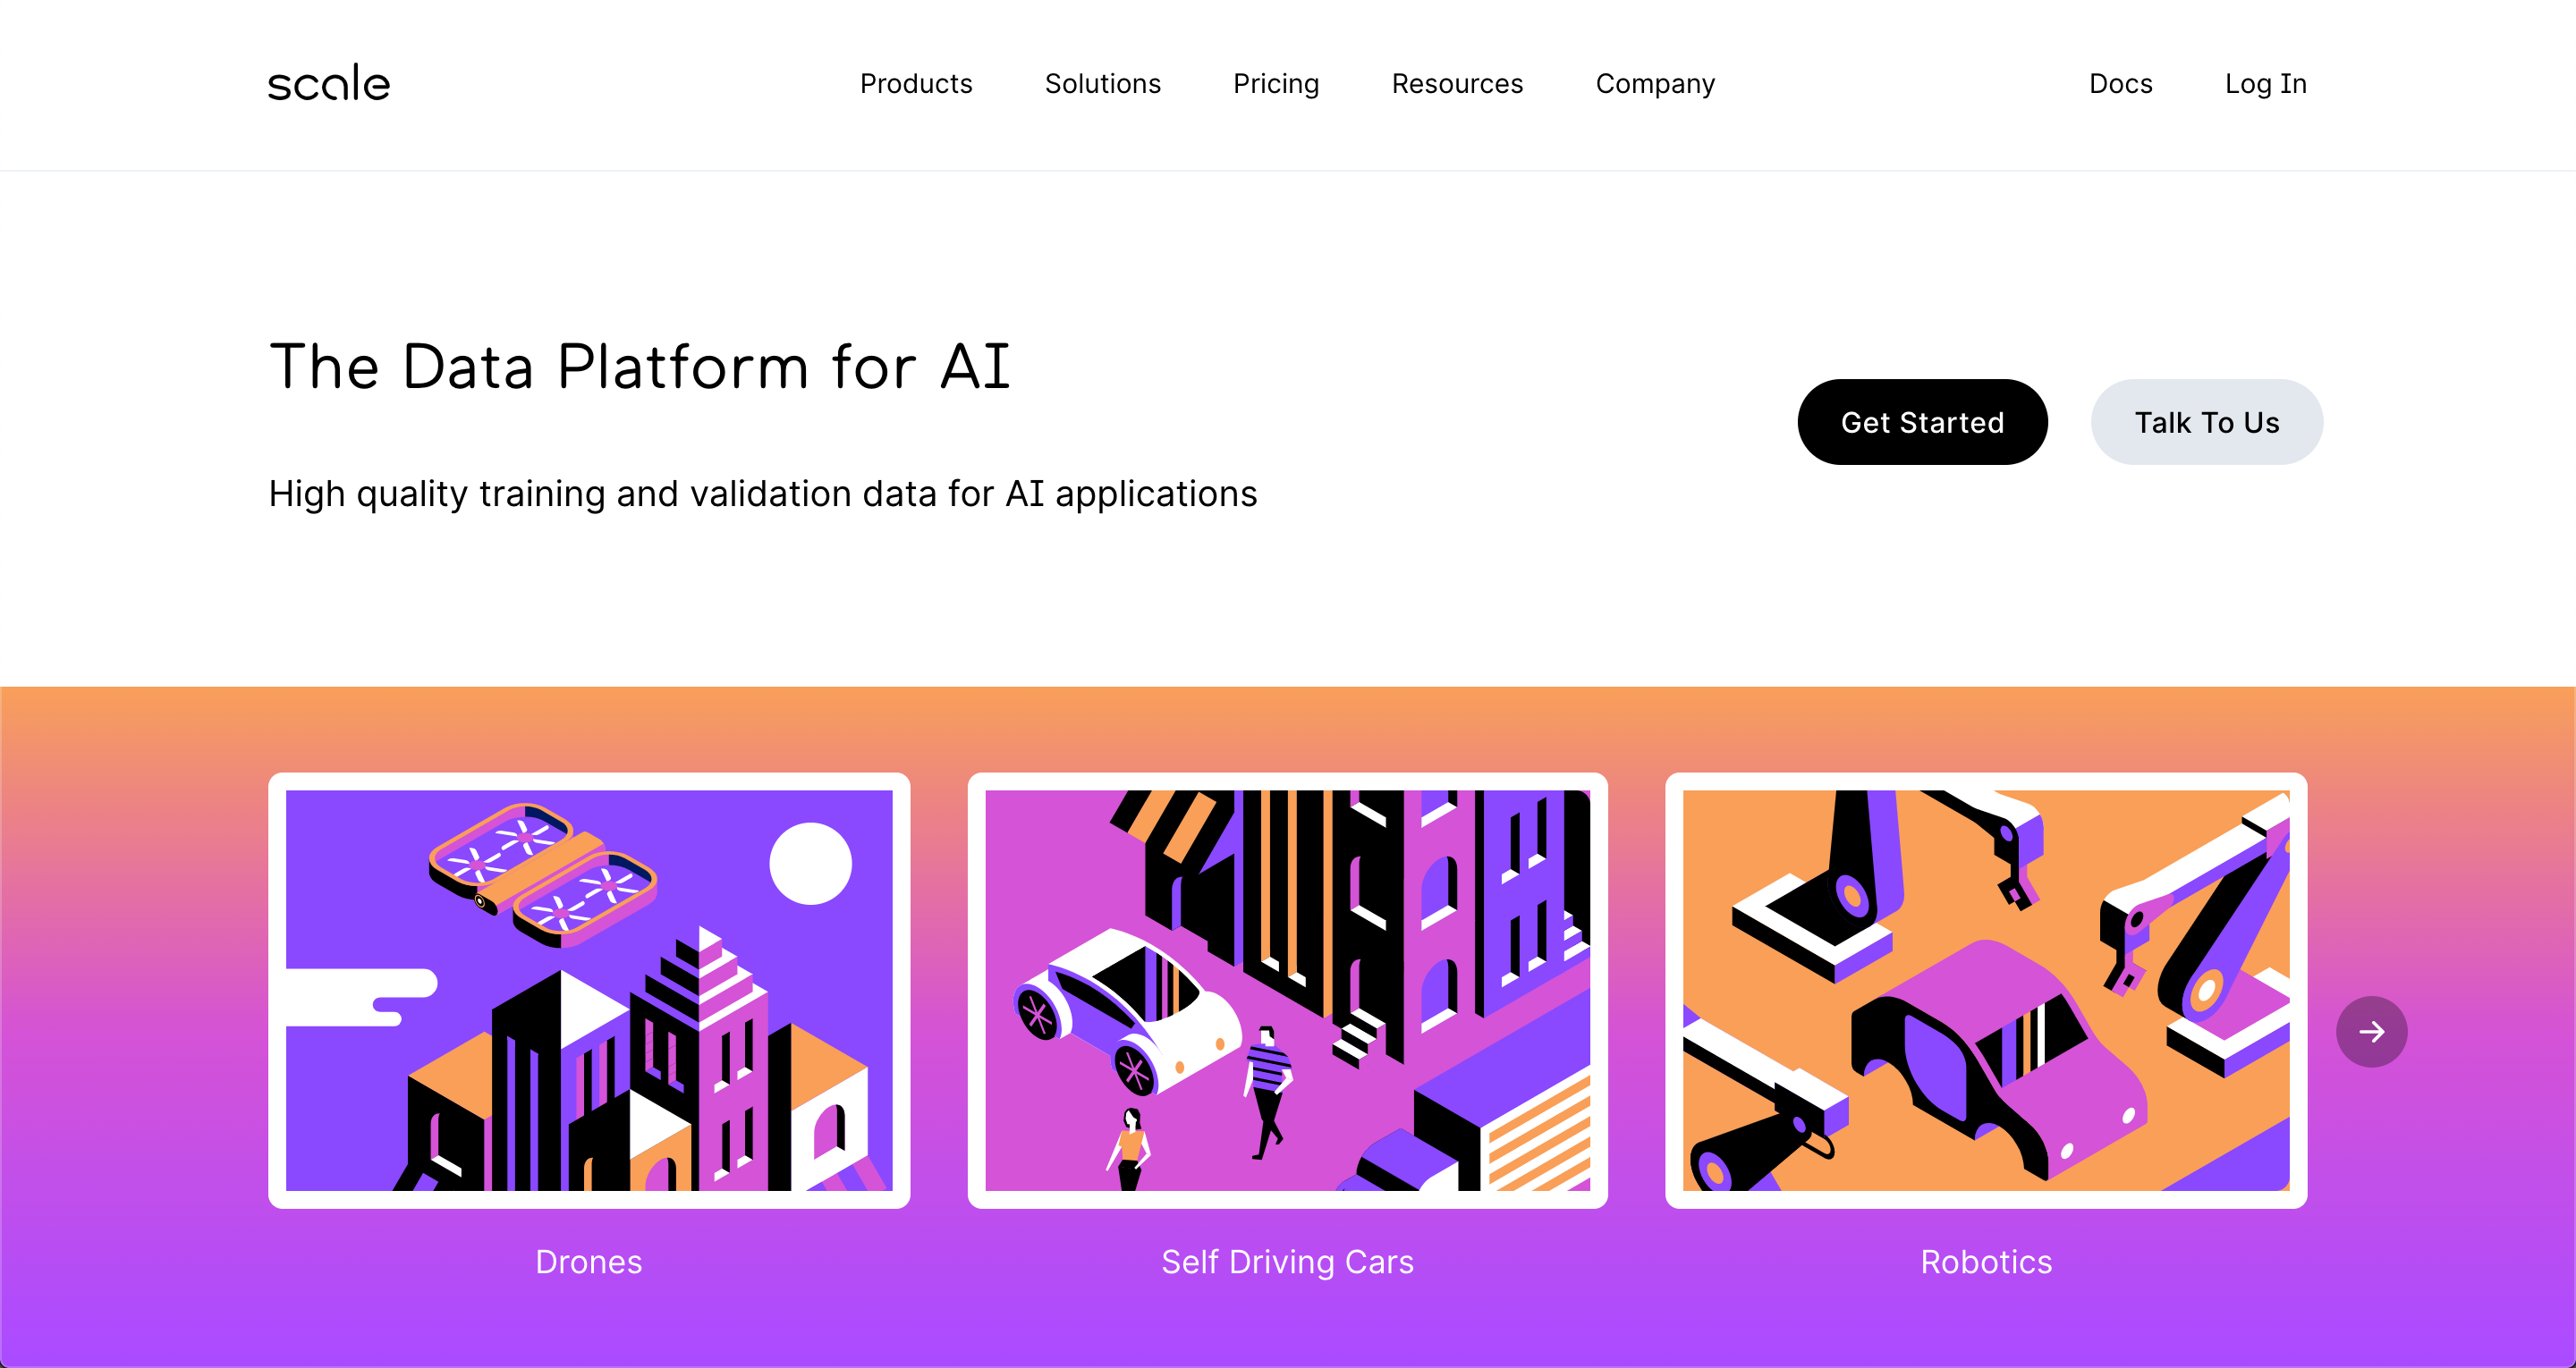 scale
Products
Solutions
Pricing
Resources
Company
Docs
Log In
The Data Platform for AI
High quality training and validation data for AI applications
Get Started
Talk To Us
Drones
Self Driving Cars
Robotics